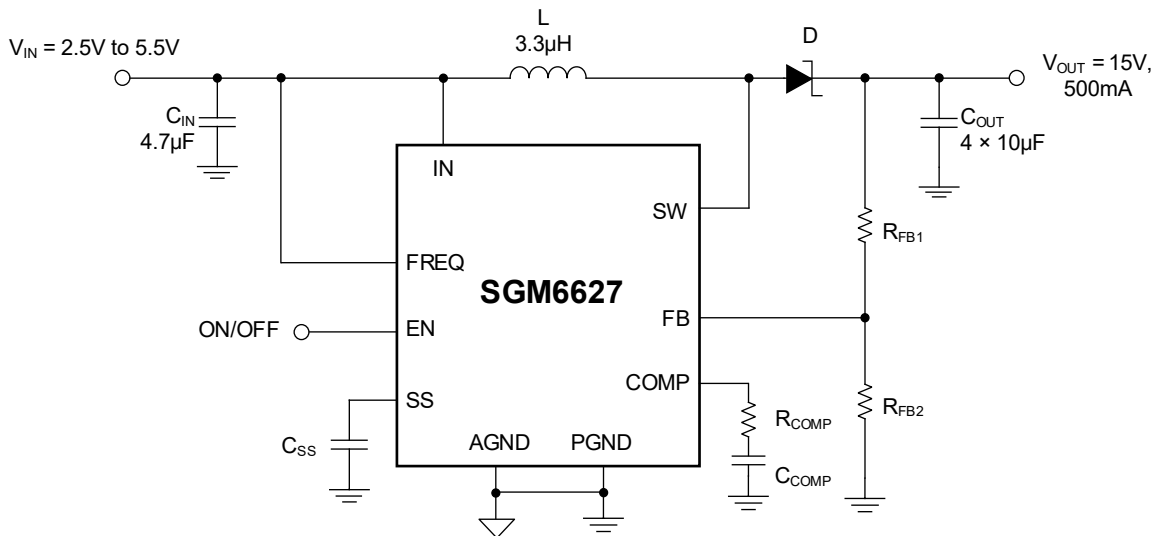 L
3.3µH
D
V_IN = 2.5V to 5.5V
V_OUT = 15V,
500mA
C_IN
4.7µF
C_OUT
4 × 10µF
IN
SW
R_FB1
FREQ
SGM6627
FB
ON/OFF
EN
COMP
SS
R_COMP
R_FB2
C_SS
AGND
PGND
C_COMP